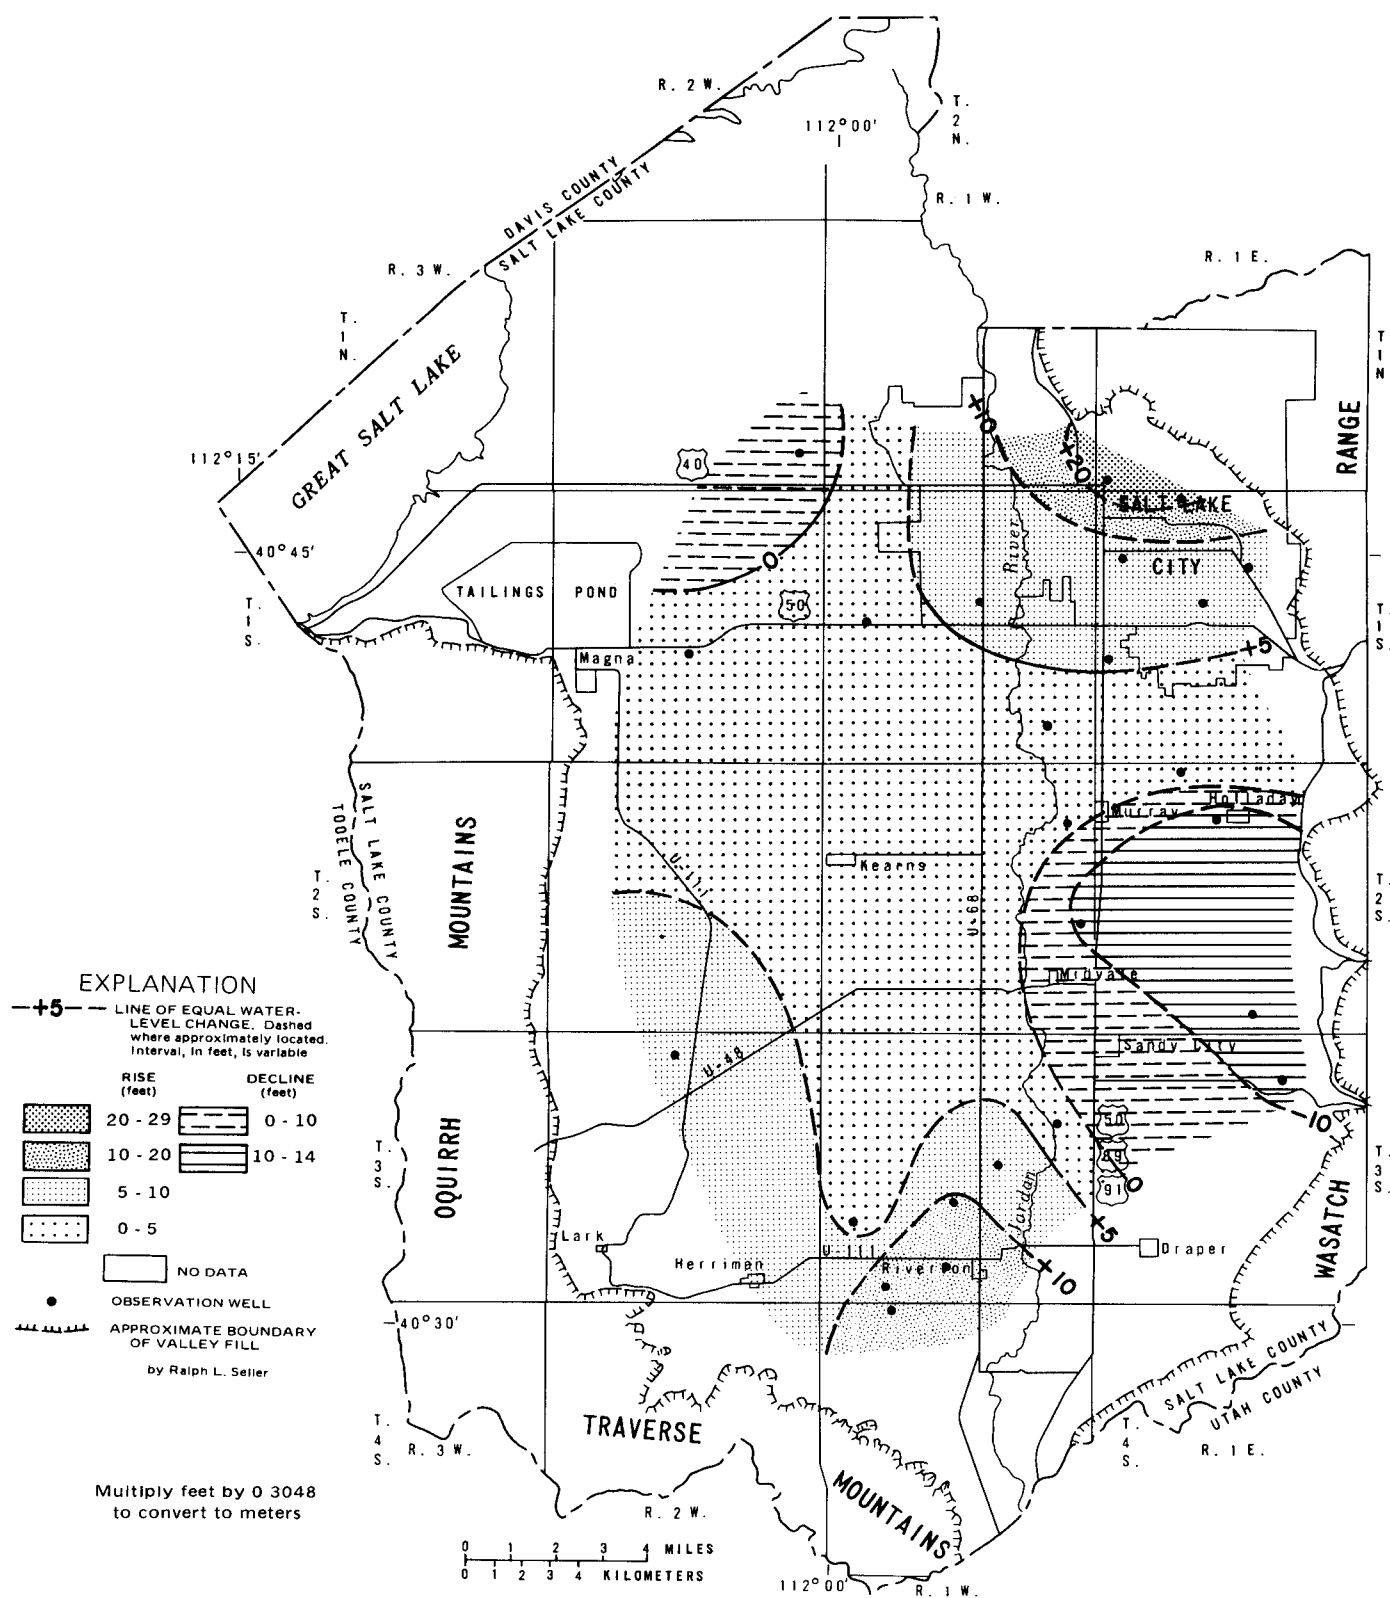 R. 2 W.
T.
2
N.
112°00'
DAVIS COUNTY
SALT LAKE COUNTY
R. 1 W.
R. 3 W.
R. 1 E.
T.
1
N.
T
1
N
GREAT SALT LAKE
RANGE
+10
112°15'
40
+20
SALT LAKE
40°45'
0
River
CITY
TAILINGS POND
50
T.
1
S.
T.
1
S.
Magna
+5
SALT LAKE COUNTY
TOOELE COUNTY
Holladay
Murray
MOUNTAINS
U-111
Kearns
T.
2
S.
T.
2
S.
U-68
Midvale
EXPLANATION
+5
LINE OF EQUAL WATER-
LEVEL CHANGE. Dashed
where approximately located.
Interval, in feet, is variable
Sandy City
U-48
RISE
(feet)
DECLINE
(feet)
20 - 29
0 - 10
50
-10
10 - 20
10 - 14
OQUIRRH
T.
3
S.
89
T.
3
S.
5 - 10
91
0
Jordan
WASATCH
0 - 5
+5
Lark
U-111
Draper
NO DATA
Herriman
Riverton
+10
OBSERVATION WELL
APPROXIMATE BOUNDARY
OF VALLEY FILL
40°30'
by Ralph L. Seiler
SALT LAKE COUNTY
UTAH COUNTY
T.
4
S.
R. 3 W.
TRAVERSE
T.
4
S.
R. 1 E.
Multiply feet by 0 3048
to convert to meters
MOUNTAINS
R. 2 W.
0 1 2 3 4 MILES
0 1 2 3 4 KILOMETERS
112°00'
R. 1 W.